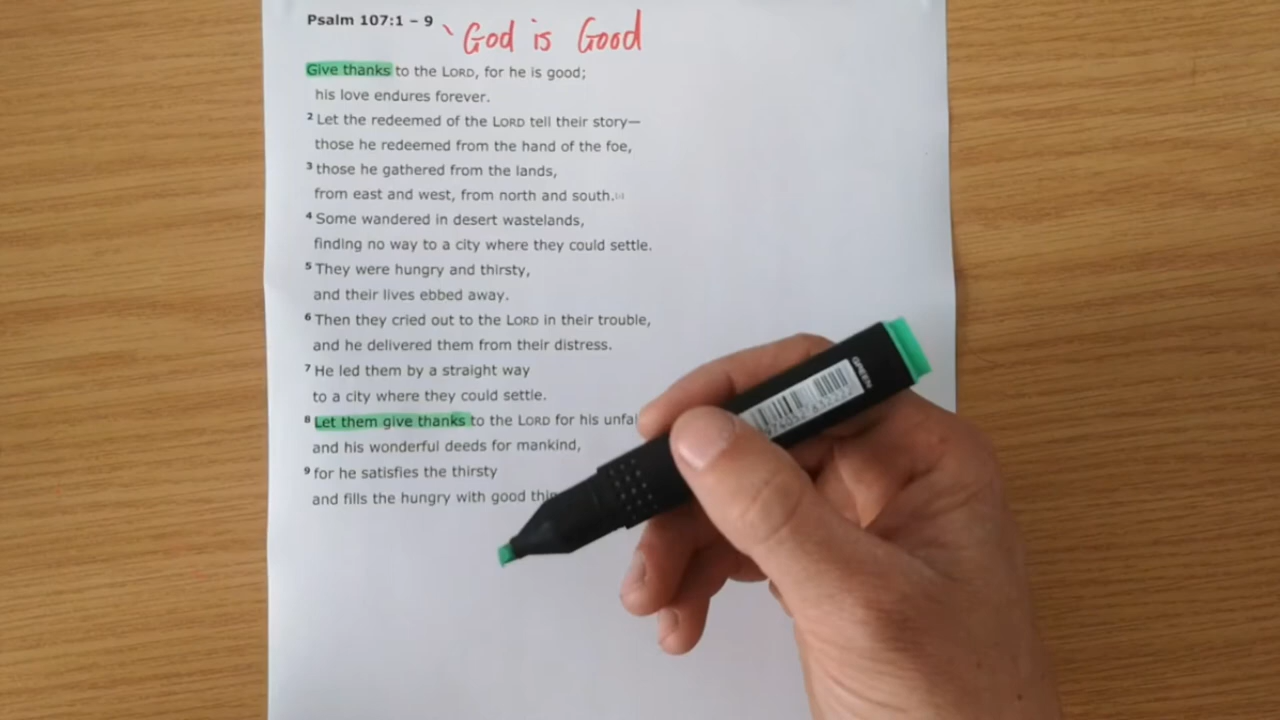 Psalm 107:1 – 9
God is Good
Give thanks to the LORD, for he is good;
his love endures forever.
2 Let the redeemed of the LORD tell their story—
those he redeemed from the hand of the foe,
3 those he gathered from the lands,
from east and west, from north and south.
4 Some wandered in desert wastelands,
finding no way to a city where they could settle.
5 They were hungry and thirsty,
and their lives ebbed away.
6 Then they cried out to the LORD in their trouble,
and he delivered them from their distress.
7 He led them by a straight way
to a city where they could settle.
8 Let them give thanks to the LORD for his unfai
and his wonderful deeds for mankind,
9 for he satisfies the thirsty
and fills the hungry with good thin
GREEN